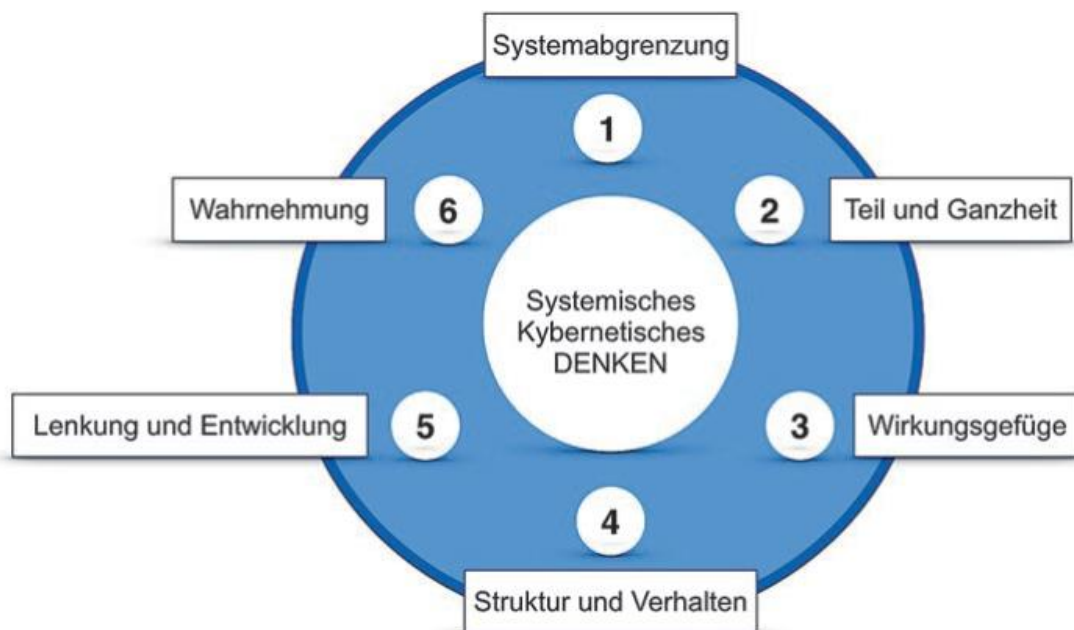 Systemabgrenzung
1
Wahrnehmung
6
2
Teil und Ganzheit
Systemisches
Kybernetisches
DENKEN
Lenkung und Entwicklung
5
3
Wirkungsgefüge
4
Struktur und Verhalten